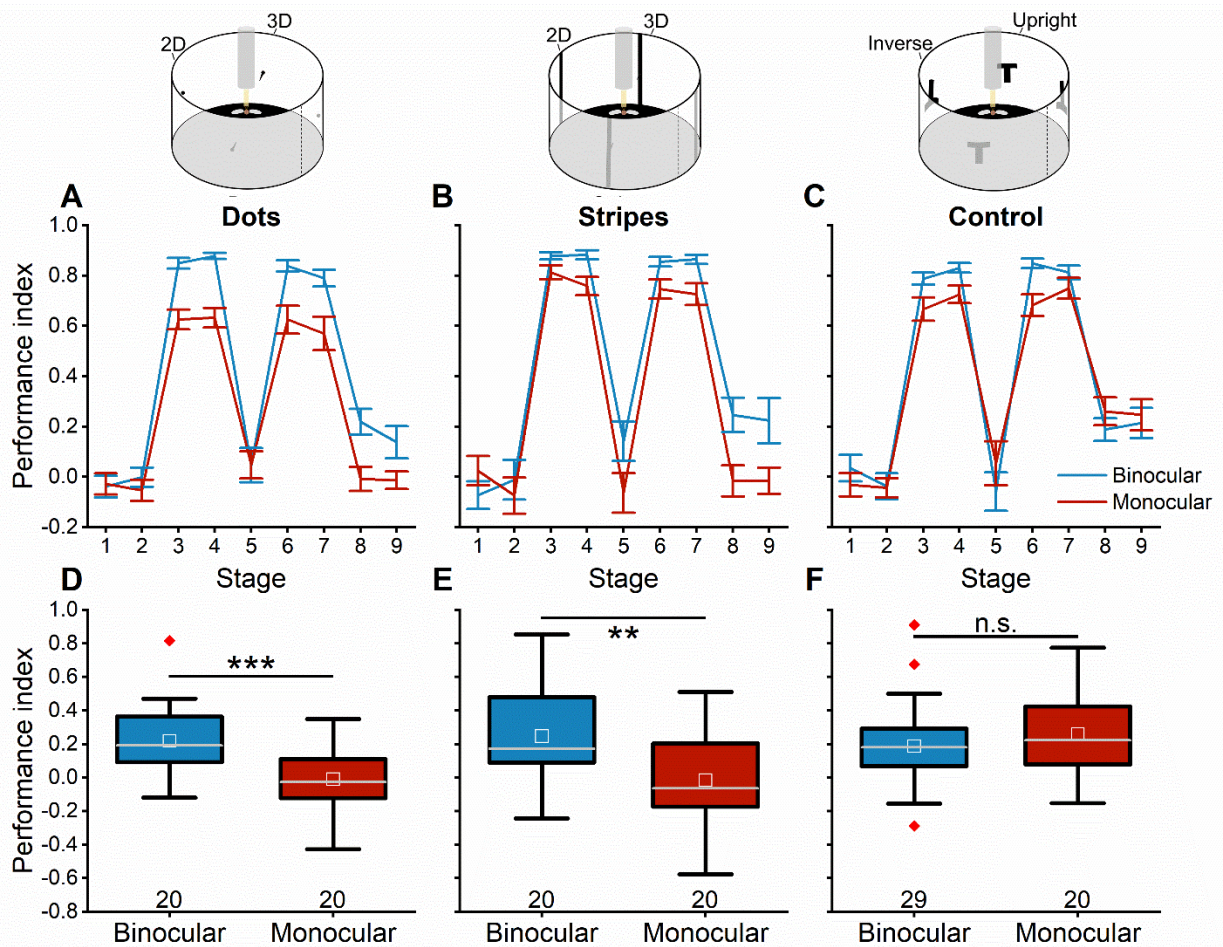 2D 3D
2D 3D
Inverse Upright
T
T
A Dots
B Stripes
C Control
Performance index
1.0
0.8
0.6
0.4
0.2
0.0
-0.2
Binocular
Monocular
1 2 3 4 5 6 7 8 9
1 2 3 4 5 6 7 8 9
1 2 3 4 5 6 7 8 9
Stage
Stage
Stage
D
E
F
Performance index
1.0
0.8
0.6
0.4
0.2
0.0
-0.2
-0.4
-0.6
-0.8
***
**
n.s.
20 20
20 20
29 20
Binocular Monocular
Binocular Monocular
Binocular Monocular